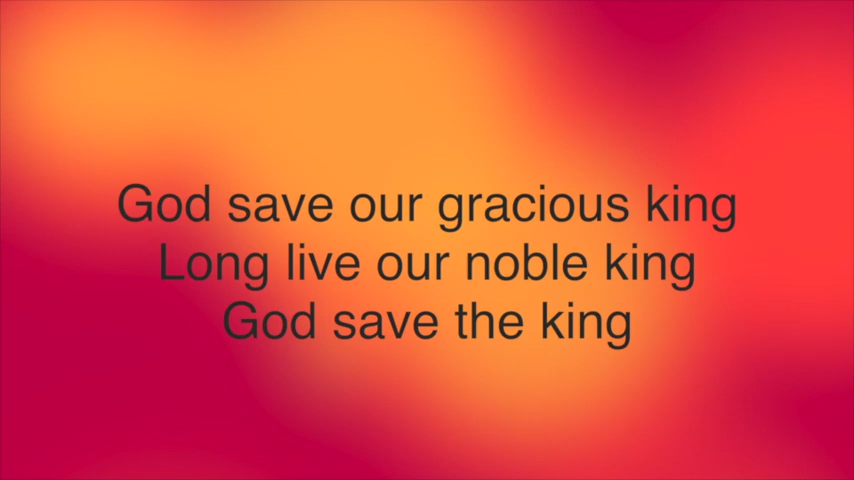 God save our gracious king
Long live our noble king
God save the king